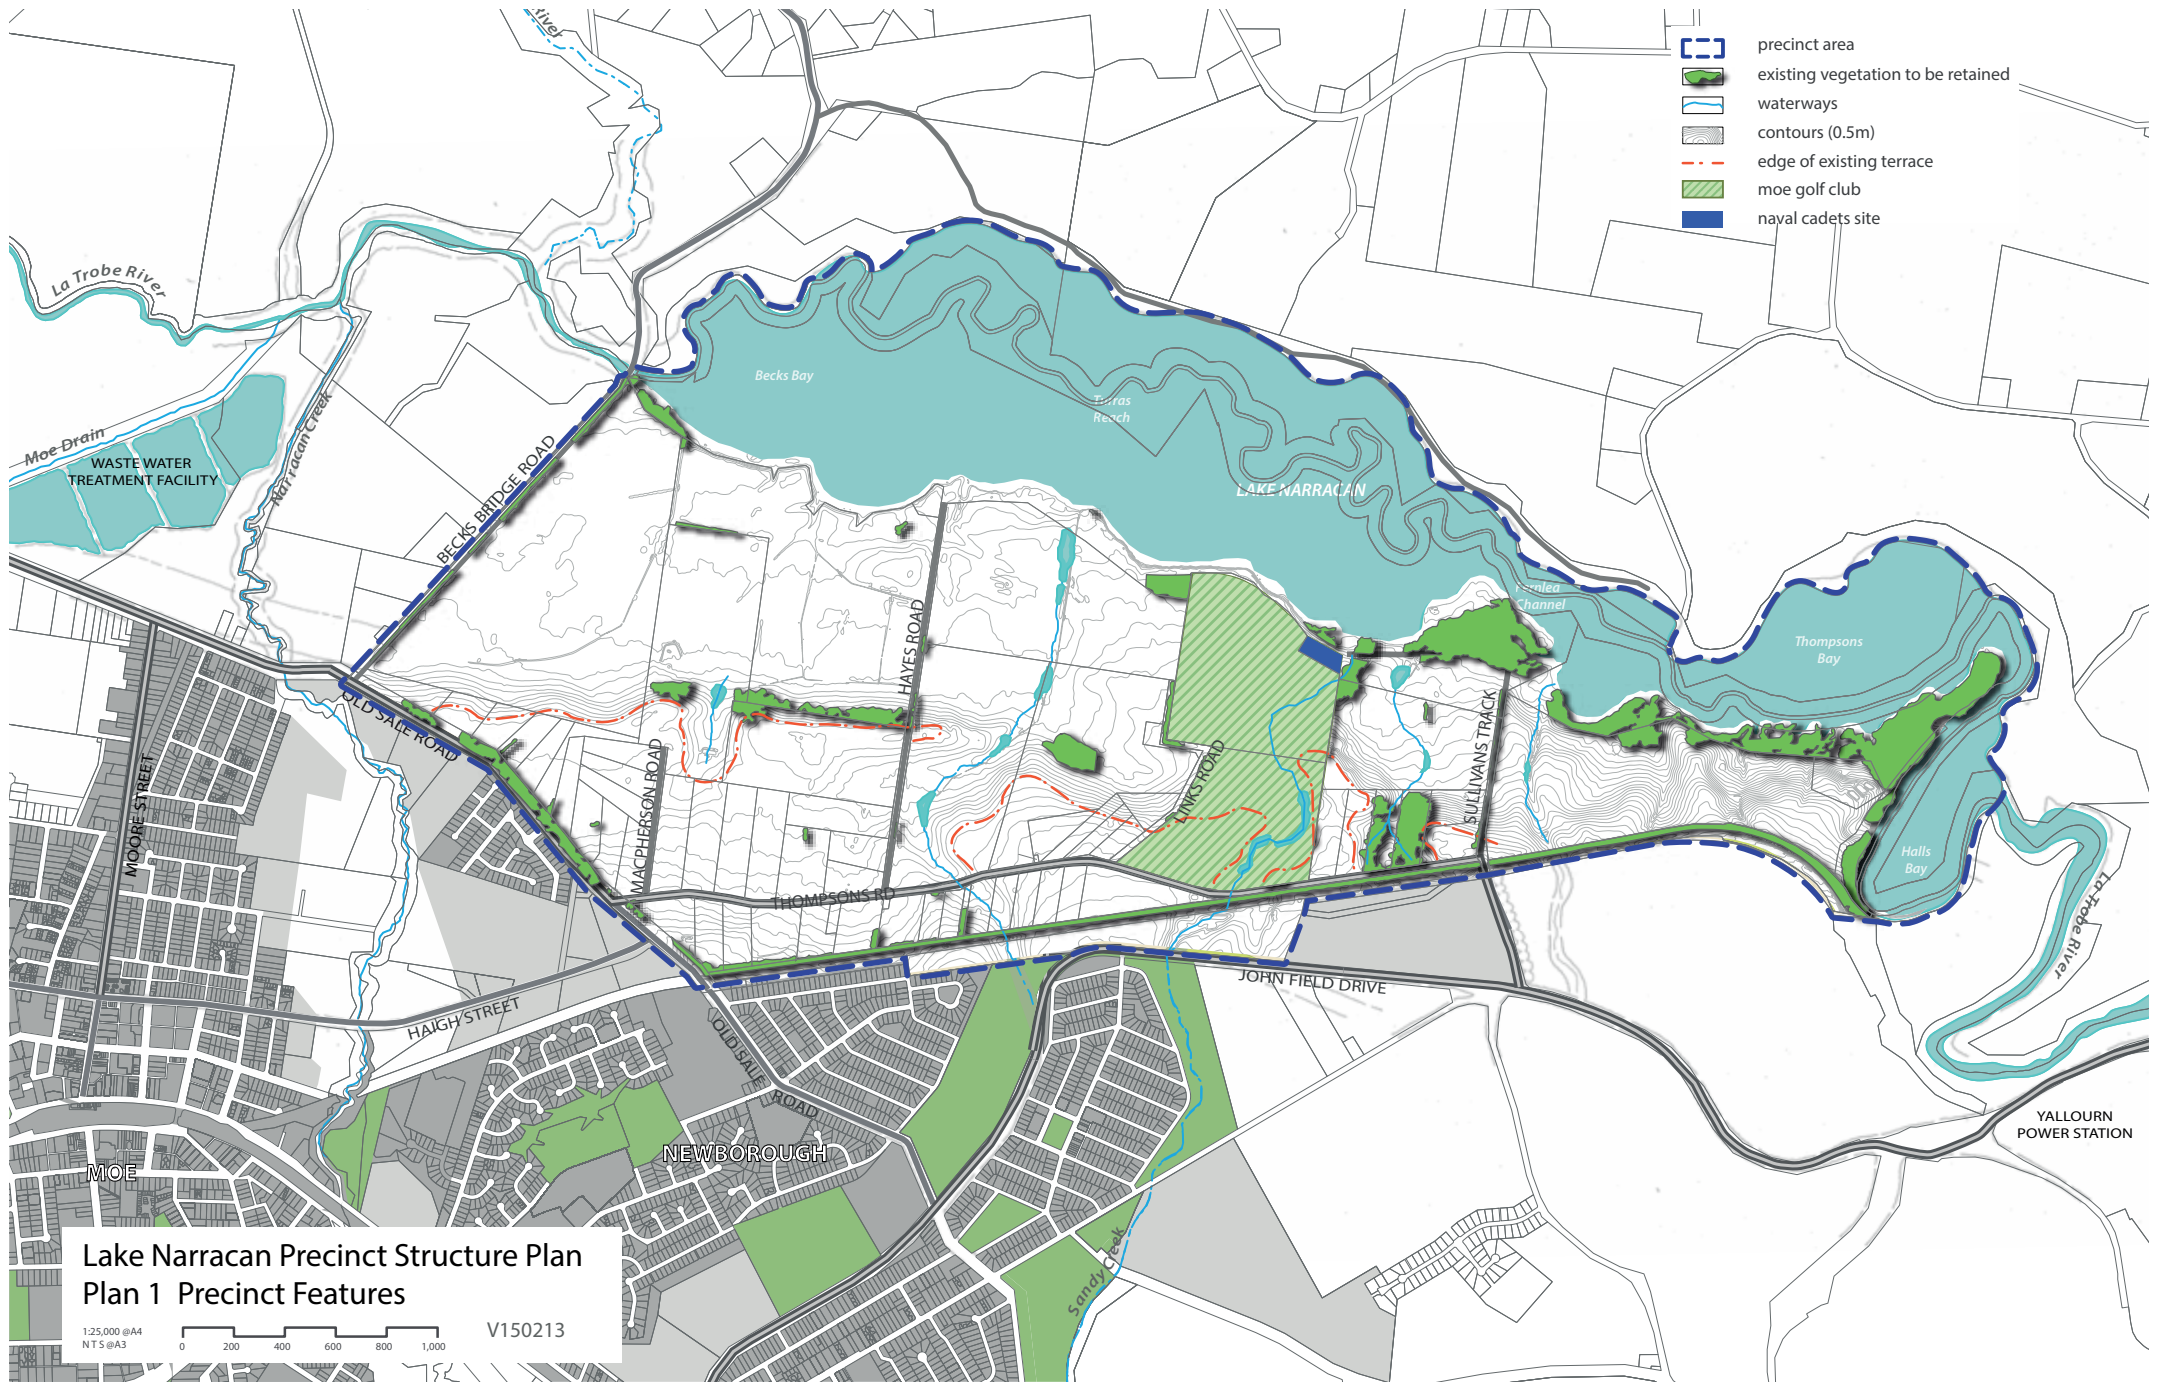 River
precinct area
existing vegetation to be retained
waterways
contours (0.5m)
edge of existing terrace
moe golf club
naval cadets site
La Trobe River
Becks Bay
Turras
Reach
Moe Drain
Narracan Creek
WASTE WATER
TREATMENT FACILITY
BECKS BRIDGE ROAD
LAKE NARRACAN
Fernlea
Channel
Thompsons
Bay
HAYES ROAD
OLD SALE ROAD
MOORE STREET
MACPHERSON ROAD
LINKS ROAD
SULLIVANS TRACK
Halls
Bay
THOMPSONS RD
La Trobe River
JOHN FIELD DRIVE
HAIGH STREET
OLD SALE
ROAD
YALLOURN
POWER STATION
NEWBOROUGH
MOE
Sandy Creek
Lake Narracan Precinct Structure Plan
Plan 1 Precinct Features
1:25,000 @A4
N T S @A3
0 200 400 600 800 1,000
V150213